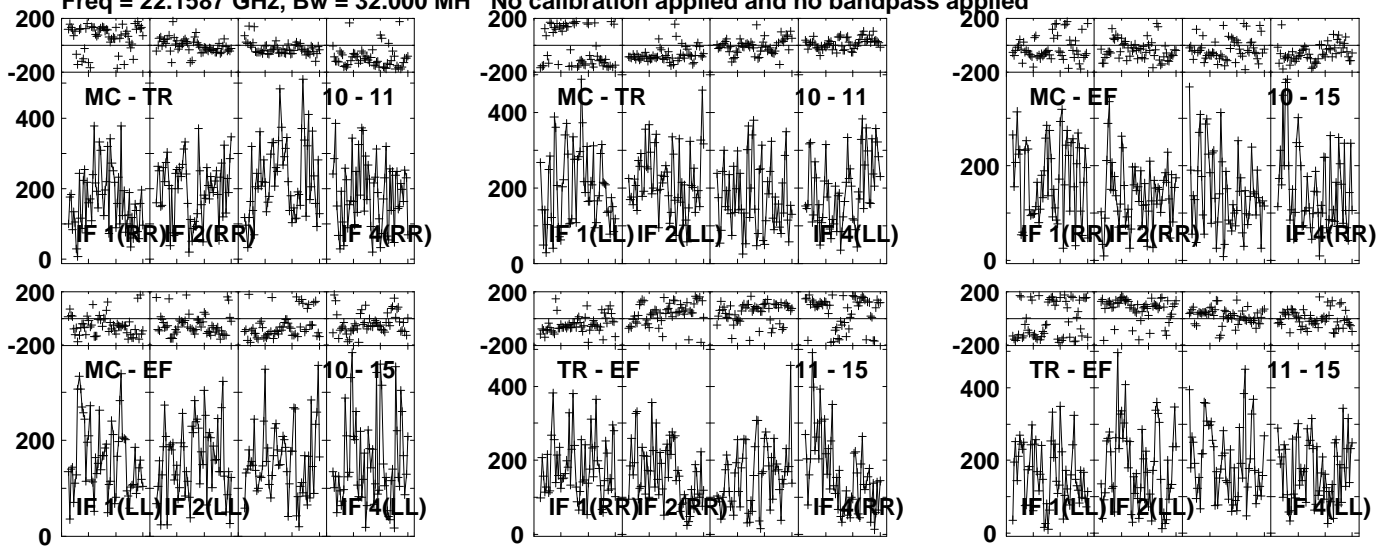 Freq = 22.1587 GHz, Bw = 32.000 MH No calibration applied and no bandpass applied
200
-200
MC - TR 10 - 11
400
200
IF 1(RR) IF 2(RR) IF 4(RR)
0
200
-200
MC - TR 10 - 11
400
200
IF 1(LL) IF 2(LL) IF 4(LL)
0
200
-200
MC - EF 10 - 15
200
IF 1(RR) IF 2(RR) IF 4(RR)
0
200
-200
MC - EF 10 - 15
200
IF 1(LL) IF 2(LL) IF 4(LL)
0
200
-200
TR - EF 11 - 15
400
200
IF 1(RR) IF 2(RR) IF 4(RR)
0
200
-200
TR - EF 11 - 15
400
200
IF 1(LL) IF 2(LL) IF 4(LL)
0